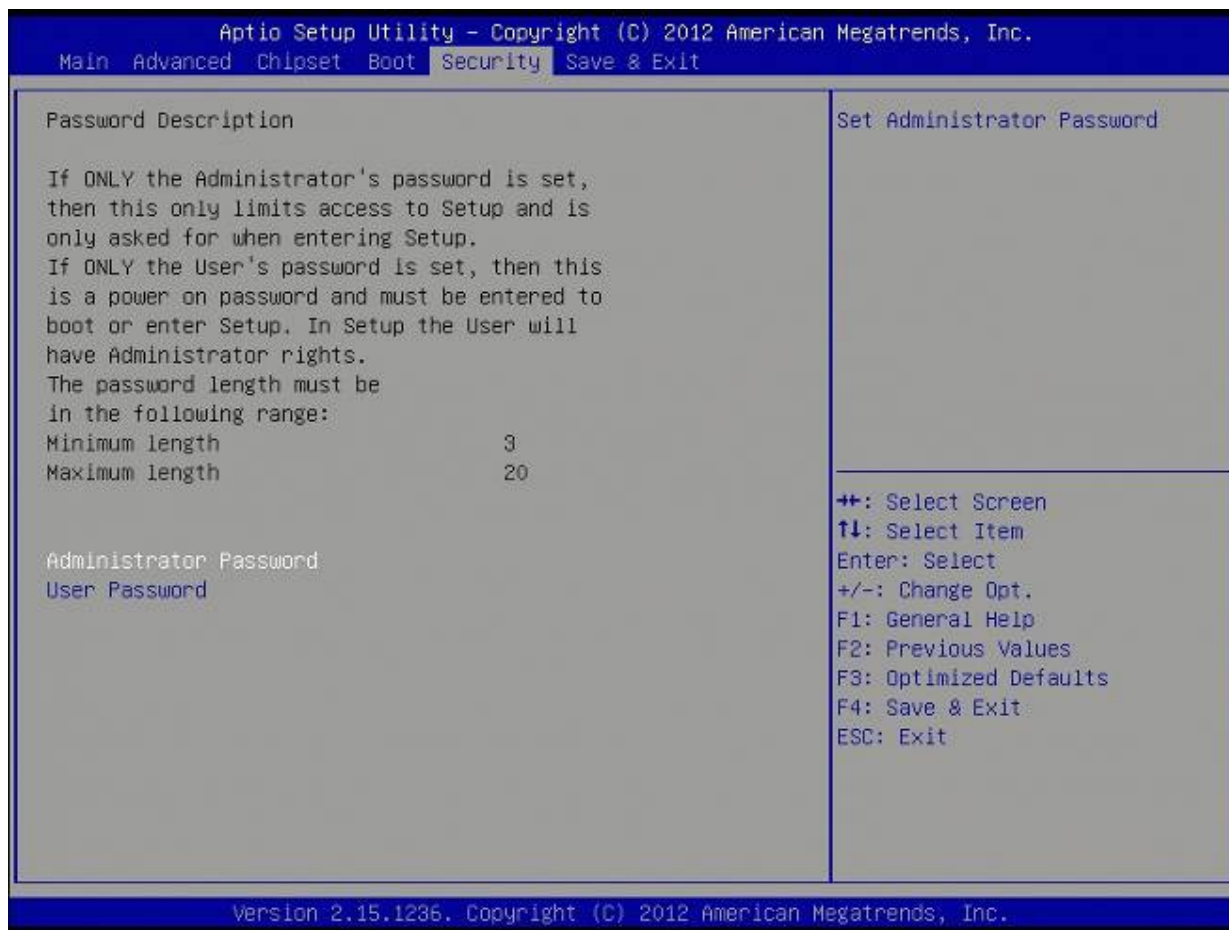 Aptio Setup Utility – Copyright (C) 2012 American Megatrends, Inc.
Main Advanced Chipset Boot Security Save & Exit
Password Description
If ONLY the Administrator's password is set,
then this only limits access to Setup and is
only asked for when entering Setup.
If ONLY the User's password is set, then this
is a power on password and must be entered to
boot or enter Setup. In Setup the User will
have Administrator rights.
The password length must be
in the following range:
Minimum length 3
Maximum length 20
Administrator Password
User Password
Set Administrator Password
→←: Select Screen
↑↓: Select Item
Enter: Select
+/-: Change Opt.
F1: General Help
F2: Previous Values
F3: Optimized Defaults
F4: Save & Exit
ESC: Exit
Version 2.15.1236. Copyright (C) 2012 American Megatrends, Inc.